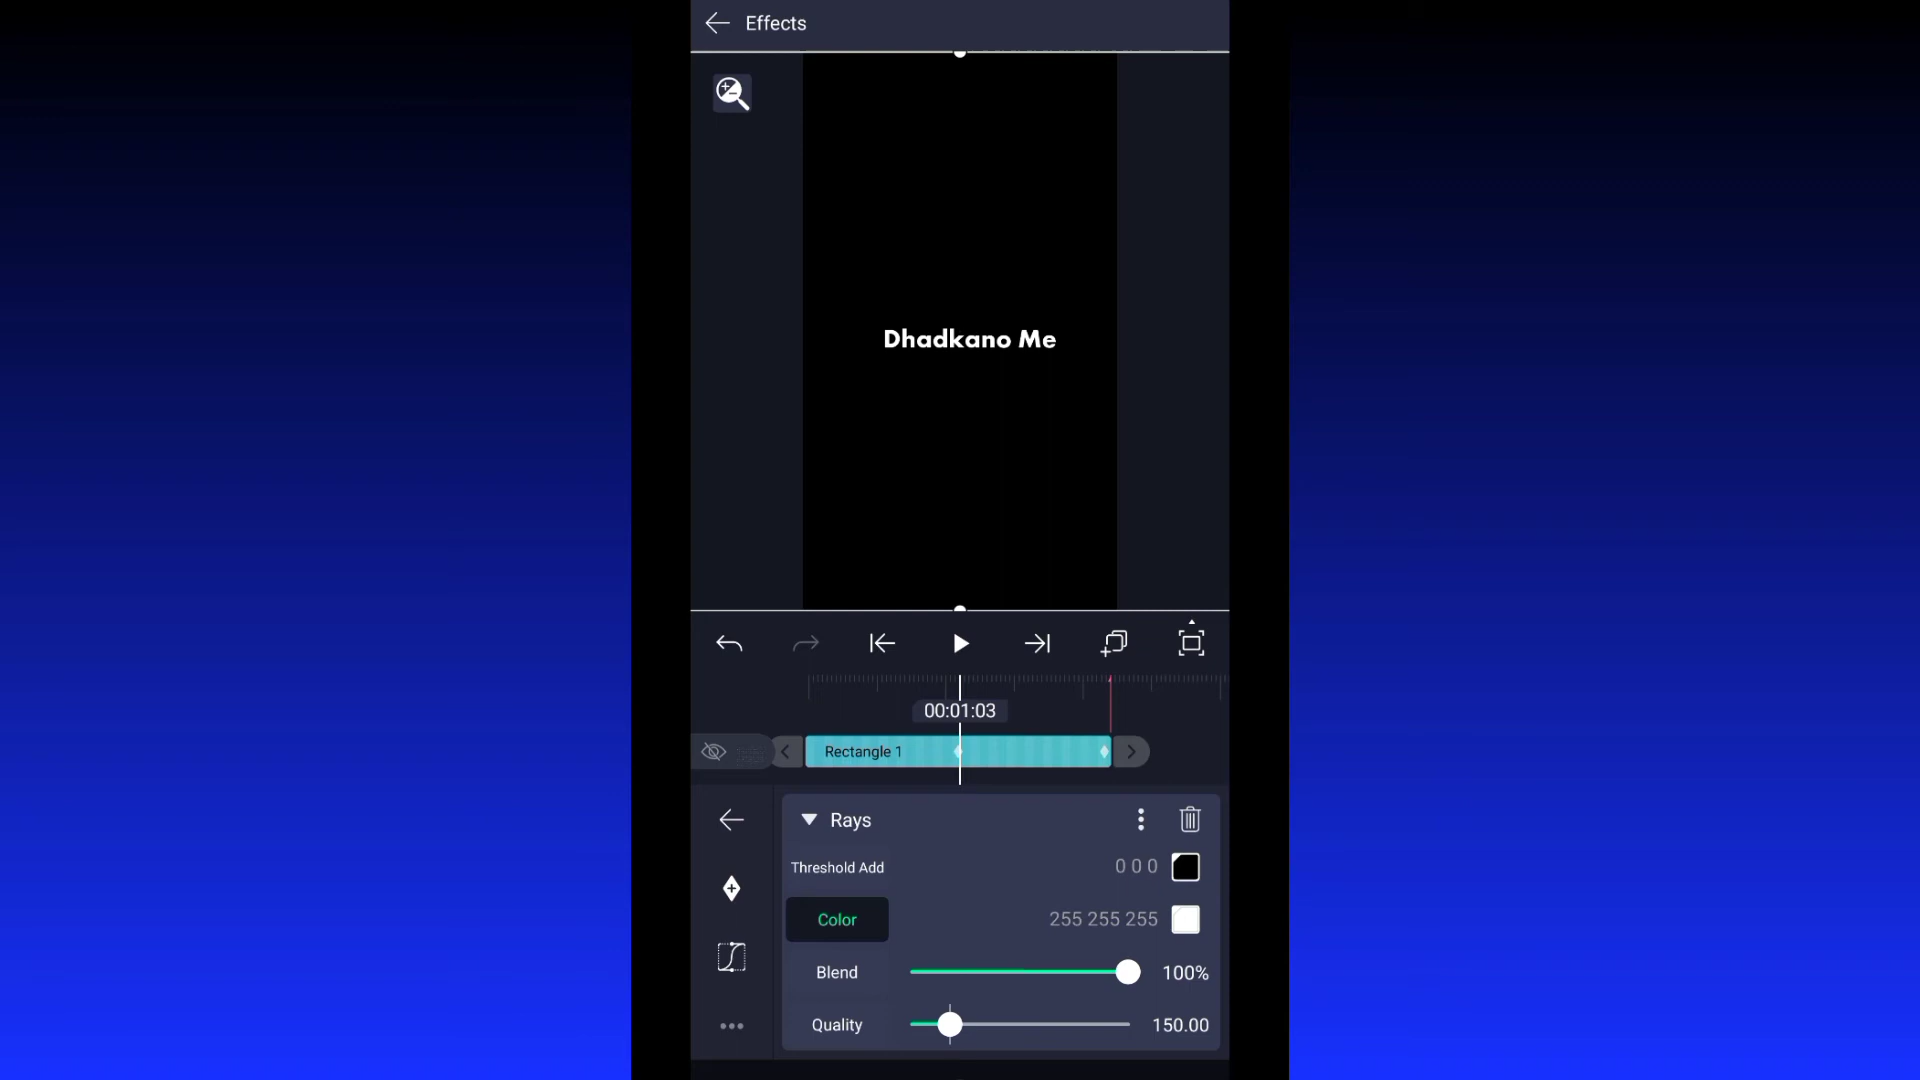 Effects
Dhadkano Me
00:01:03
Rectangle 1
Rays
Threshold Add 0 0 0
Color 255 255 255
Blend 100%
Quality 150.00